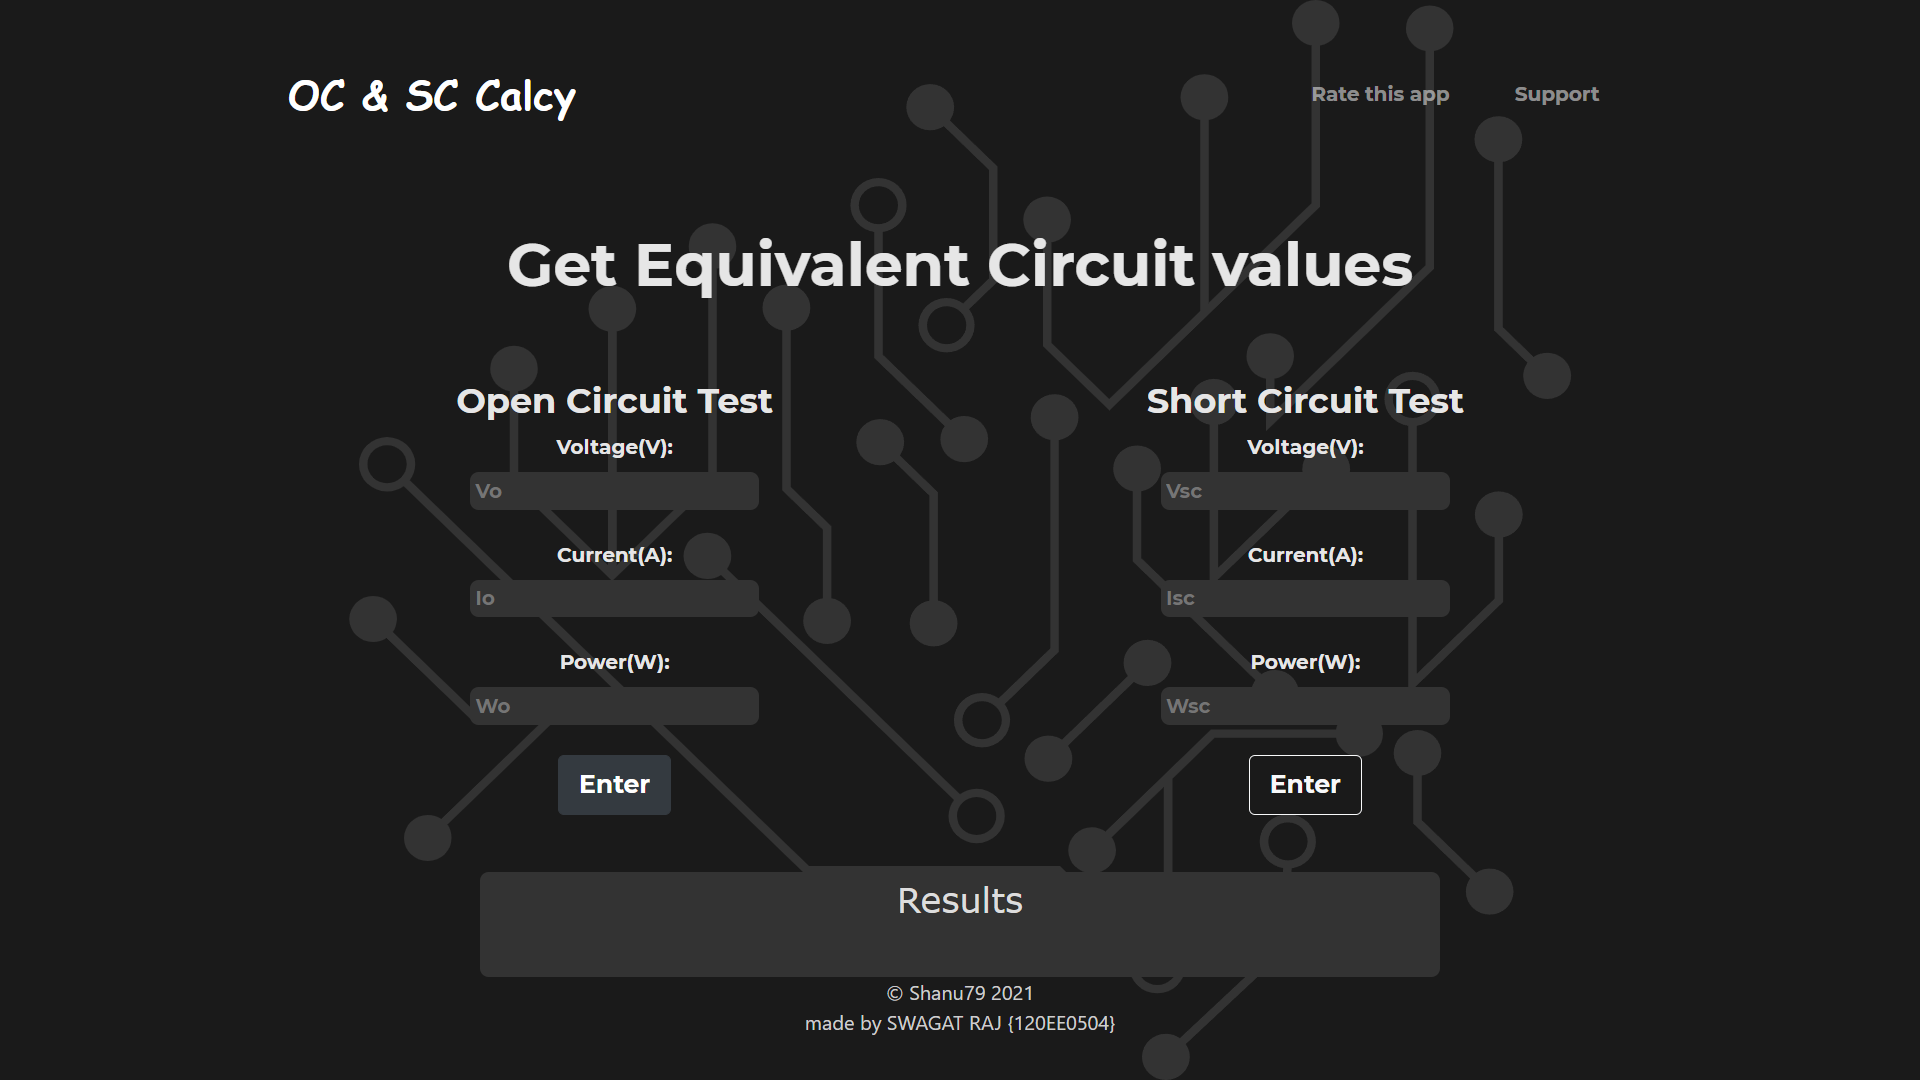 OC & SC Calcy
Rate this app
Support
Get Equivalent Circuit values
Open Circuit Test
Voltage(V):
Vo
Current(A):
Io
Power(W):
Wo
Enter
Short Circuit Test
Voltage(V):
Vsc
Current(A):
Isc
Power(W):
Wsc
Enter
Results
© Shanu79 2021
made by SWAGAT RAJ {120EE0504}